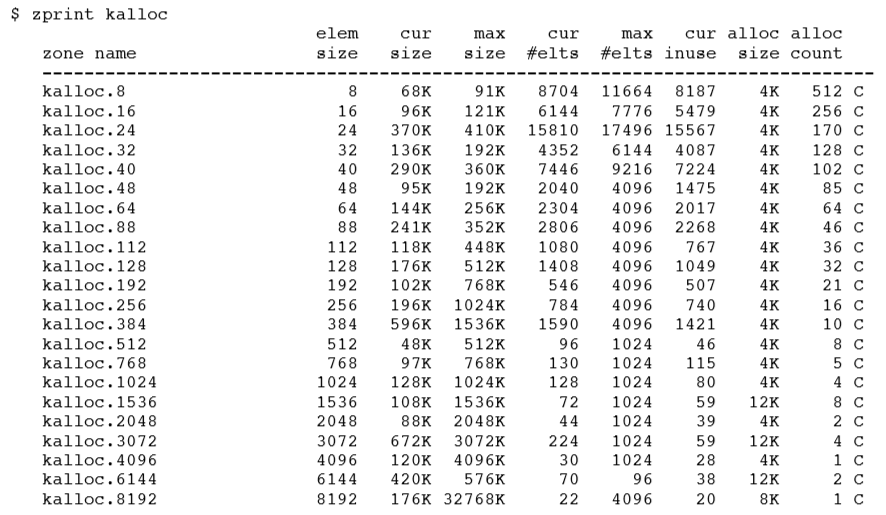 $ zprint kalloc
                            elem    cur    max    cur   max   cur alloc alloc
zone name                   size   size   size  #elts #elts inuse  size count
-------------------------------------------------------------------------------
kalloc.8                       8    68K    91K   8704 11664  8187    4K   512 C
kalloc.16                     16    96K   121K   6144  7776  5479    4K   256 C
kalloc.24                     24   370K   410K  15810 17496 15567    4K   170 C
kalloc.32                     32   136K   192K   4352  6144  4087    4K   128 C
kalloc.40                     40   290K   360K   7446  9216  7224    4K   102 C
kalloc.48                     48    95K   192K   2040  4096  1475    4K    85 C
kalloc.64                     64   144K   256K   2304  4096  2017    4K    64 C
kalloc.88                     88   241K   352K   2806  4096  2268    4K    46 C
kalloc.112                   112   118K   448K   1080  4096   767    4K    36 C
kalloc.128                   128   176K   512K   1408  4096  1049    4K    32 C
kalloc.192                   192   102K   768K    546  4096   507    4K    21 C
kalloc.256                   256   196K  1024K    784  4096   740    4K    16 C
kalloc.384                   384   596K  1536K   1590  4096  1421    4K    10 C
kalloc.512                   512    48K   512K     96  1024    46    4K     8 C
kalloc.768                   768    97K   768K    130  1024   115    4K     5 C
kalloc.1024                 1024   128K  1024K    128  1024    80    4K     4 C
kalloc.1536                 1536   108K  1536K     72  1024    59   12K     8 C
kalloc.2048                 2048    88K  2048K     44  1024    39    4K     2 C
kalloc.3072                 3072   672K  3072K    224  1024    59   12K     4 C
kalloc.4096                 4096   120K  4096K     30  1024    28    4K     1 C
kalloc.6144                 6144   420K   576K     70    96    38   12K     2 C
kalloc.8192                 8192   176K 32768K     22  4096    20    8K     1 C